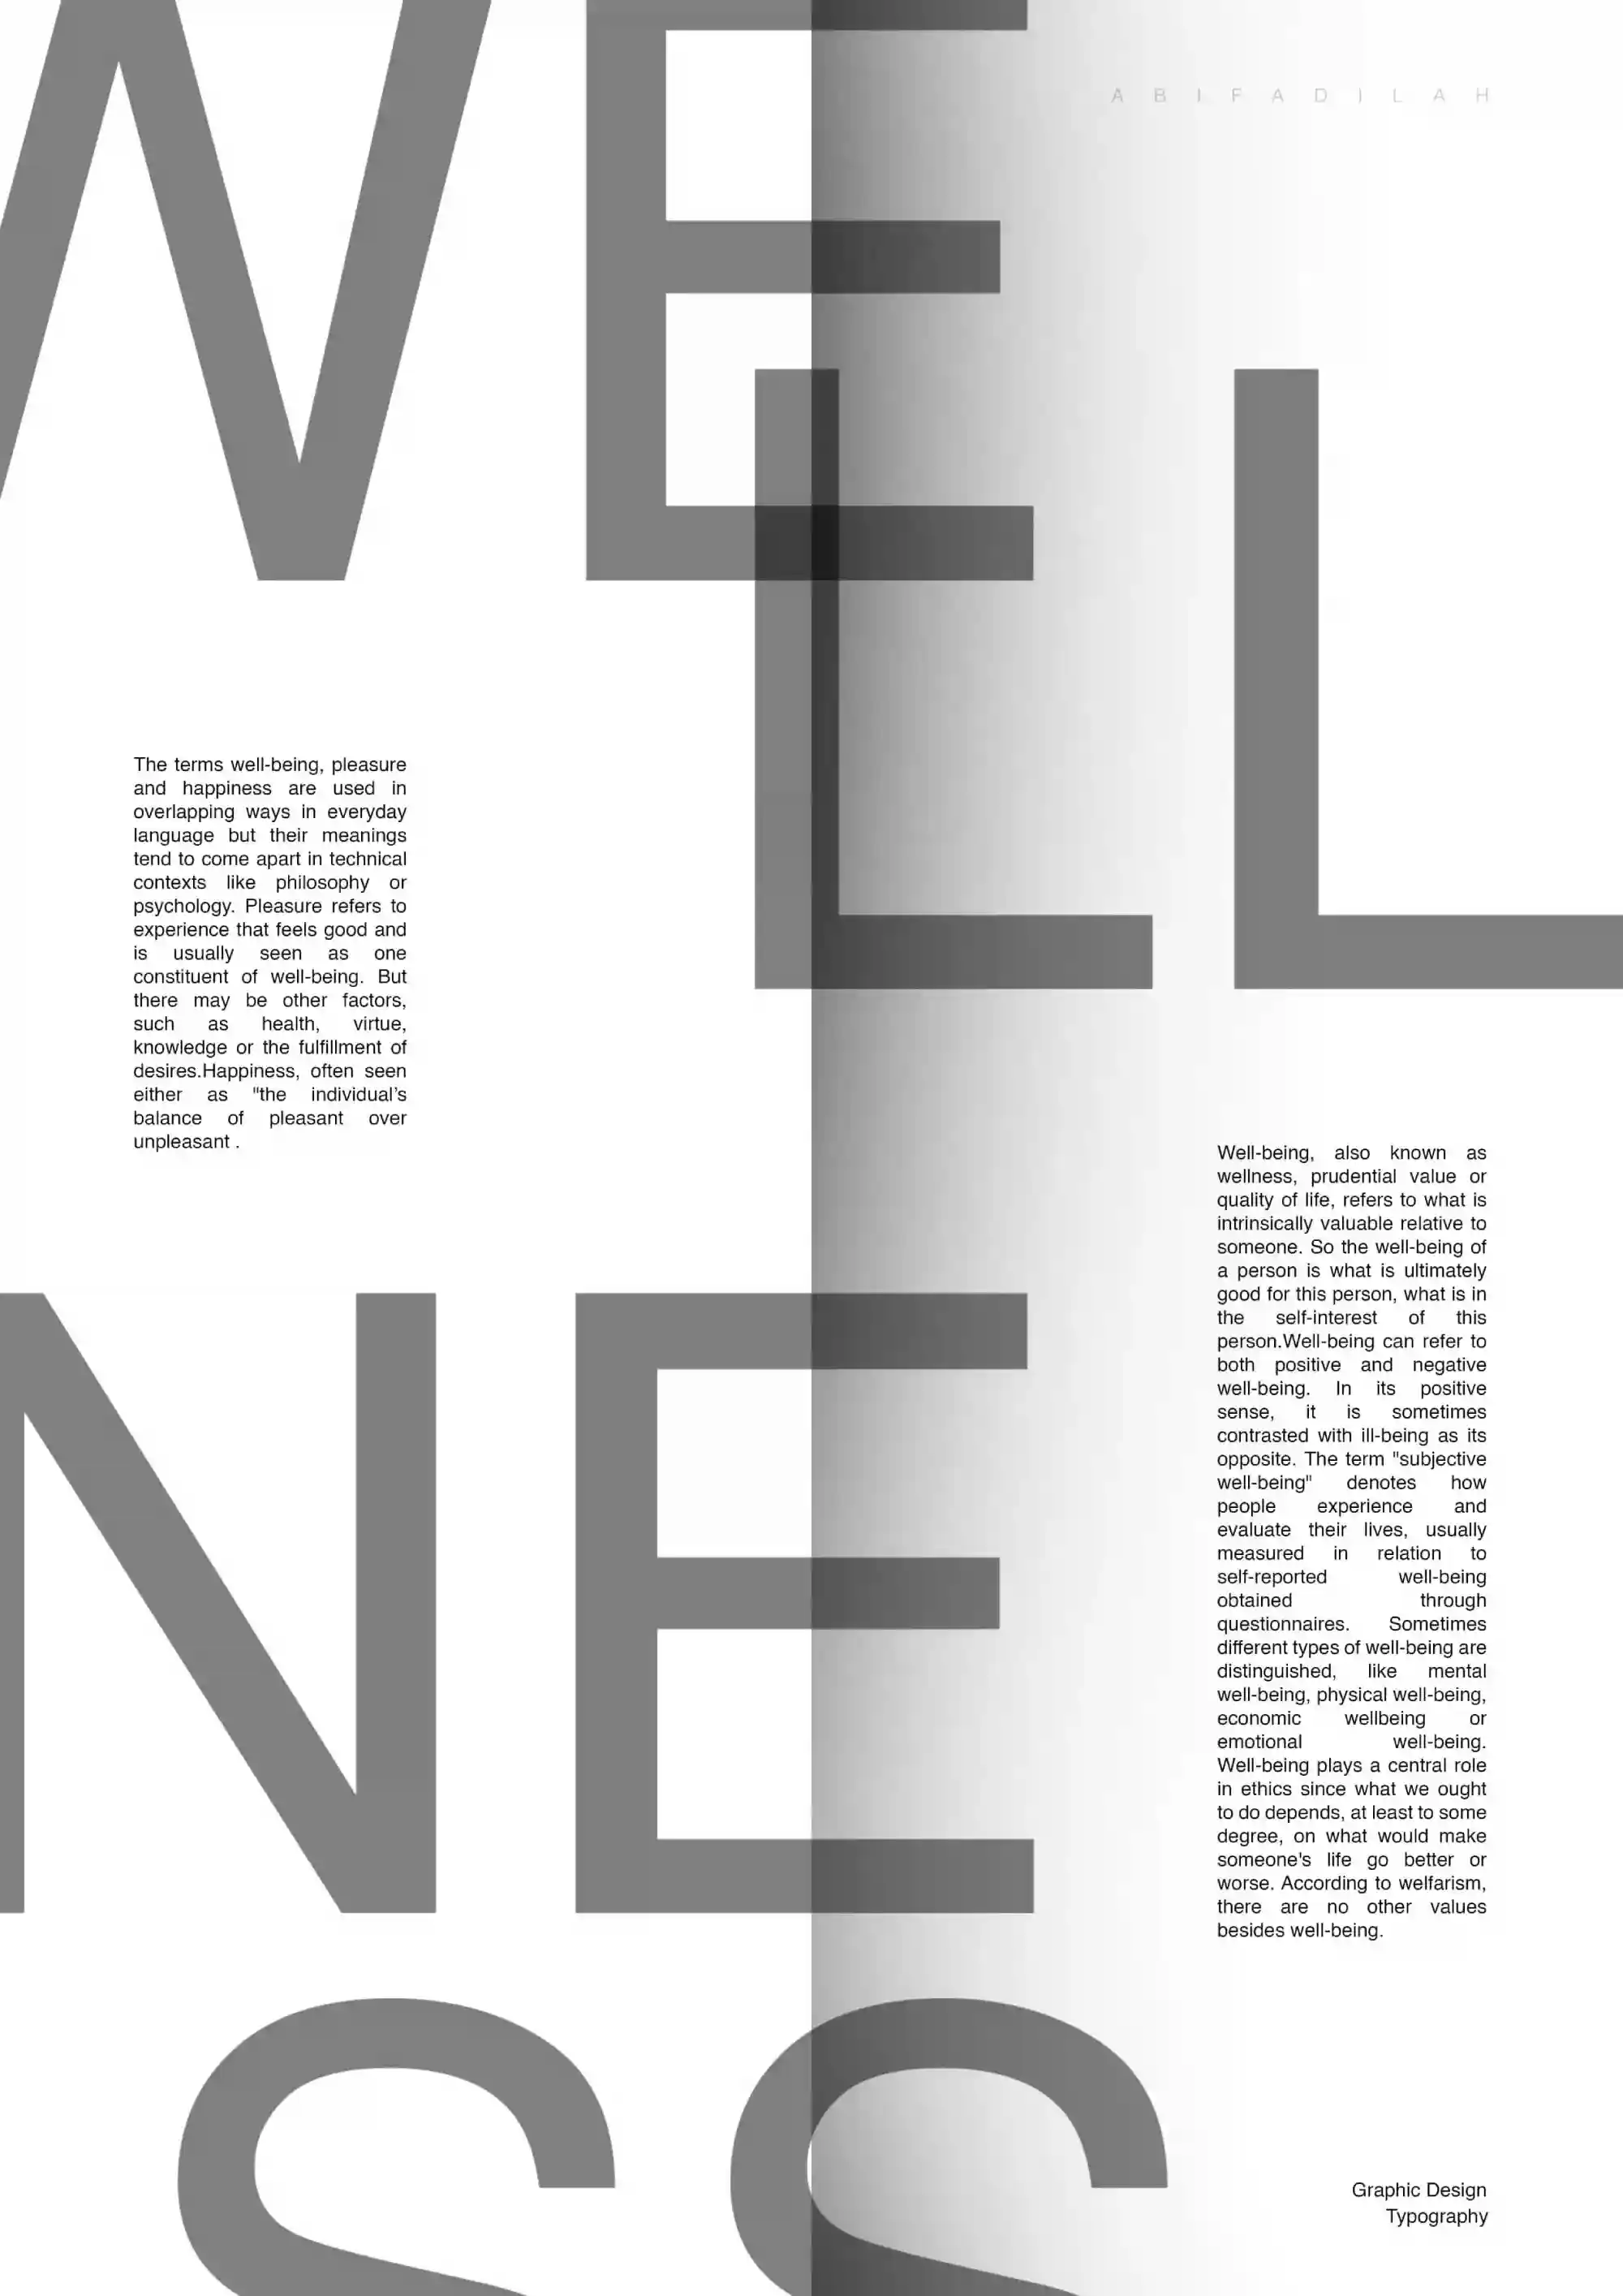 WE
ABIFADILAH
LL
The terms well-being, pleasure
and happiness are used in
overlapping ways in everyday
language but their meanings
tend to come apart in technical
contexts like philosophy or
psychology. Pleasure refers to
experience that feels good and
is usually seen as one
constituent of well-being. But
there may be other factors,
such as health, virtue,
knowledge or the fulfillment of
desires.Happiness, often seen
either as "the individual’s
balance of pleasant over
unpleasant .
Well-being, also known as
wellness, prudential value or
quality of life, refers to what is
intrinsically valuable relative to
someone. So the well-being of
a person is what is ultimately
good for this person, what is in
the self-interest of this
person.Well-being can refer to
both positive and negative
well-being. In its positive
sense, it is sometimes
contrasted with ill-being as its
opposite. The term "subjective
well-being" denotes how
people experience and
evaluate their lives, usually
measured in relation to
self-reported well-being
obtained through
questionnaires. Sometimes
different types of well-being are
distinguished, like mental
well-being, physical well-being,
economic wellbeing or
emotional well-being.
Well-being plays a central role
in ethics since what we ought
to do depends, at least to some
degree, on what would make
someone's life go better or
worse. According to welfarism,
there are no other values
besides well-being.
NE
SS
Graphic Design
Typography